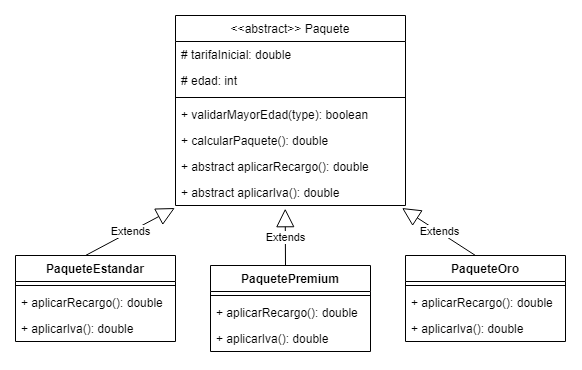 <<abstract>> Paquete
# tarifaInicial: double
# edad: int
+ validarMayorEdad(type): boolean
+ calcularPaquete(): double
+ abstract aplicarRecargo(): double
+ abstract aplicarIva(): double
Extends
Extends
Extends
PaqueteEstandar
+ aplicarRecargo(): double
+ aplicarIva(): double
PaquetePremium
+ aplicarRecargo(): double
+ aplicarIva(): double
PaqueteOro
+ aplicarRecargo(): double
+ aplicarIva(): double